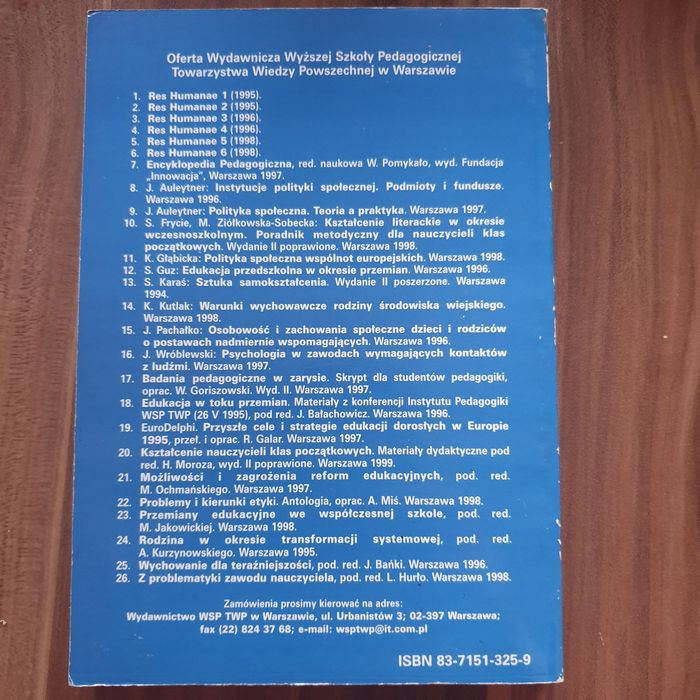 Oferta Wydawnicza Wyższej Szkoły Pedagogicznej
Towarzystwa Wiedzy Powszechnej w Warszawie
1. Res Humanae 1 (1995).
2. Res Humanae 2 (1995).
3. Res Humanae 3 (1996).
4. Res Humanae 4 (1996).
5. Res Humanae 5 (1998).
6. Res Humanae 6 (1998).
7. Encyklopedia Pedagogiczna, red. naukowa W. Pomykało, wyd. Fundacja
„Innowacja”, Warszawa 1997.
8. J. Auleytner: Instytucje polityki społecznej. Podmioty i fundusze.
Warszawa 1996.
9. J. Auleytner: Polityka społeczna. Teoria a praktyka. Warszawa 1997.
10. S. Frycie, M. Ziółkowska-Sobecka: Kształcenie literackie w okresie
wczesnoszkolnym. Poradnik metodyczny dla nauczycieli klas
początkowych. Wydanie II poprawione. Warszawa 1998.
11. K. Głąbicka: Polityka społeczna wspólnot europejskich. Warszawa 1998.
12. S. Guz: Edukacja przedszkolna w okresie przemian. Warszawa 1996.
13. S. Karaś: Sztuka samokształcenia. Wydanie II poszerzone. Warszawa
1994.
14. K. Kutlak: Warunki wychowawcze rodziny środowiska wiejskiego.
Warszawa 1998.
15. J. Pachałko: Osobowość i zachowania społeczne dzieci i rodziców
o postawach nadmiernie wspomagających. Warszawa 1996.
16. J. Wróblewski: Psychologia w zawodach wymagających kontaktów
z ludźmi. Warszawa 1997.
17. Badania pedagogiczne w zarysie. Skrypt dla studentów pedagogiki,
oprac. W. Goriszowski. Wyd. II. Warszawa 1997.
18. Edukacja w toku przemian. Materiały z konferencji Instytutu Pedagogiki
WSP TWP (26 V 1995), pod red. J. Bałachowicz. Warszawa 1996.
19. EuroDelphi. Przyszłe cele i strategie edukacji dorosłych w Europie
1995, przeł. i oprac. R. Galar. Warszawa 1997.
20. Kształcenie nauczycieli klas początkowych. Materiały dydaktyczne pod
red. H. Moroza, wyd. II poprawione. Warszawa 1999.
21. Możliwości i zagrożenia reform edukacyjnych, pod. red.
M. Ochmańskiego. Warszawa 1997.
22. Problemy i kierunki etyki. Antologia, oprac. A. Miś. Warszawa 1998.
23. Przemiany edukacyjne we współczesnej szkole, pod. red.
M. Jakowickiej. Warszawa 1998.
24. Rodzina w okresie transformacji systemowej, pod. red.
A. Kurzynowskiego. Warszawa 1995.
25. Wychowanie dla teraźniejszości, pod. red. J. Bańki. Warszawa 1996.
26. Z problematyki zawodu nauczyciela, pod. red. L. Hurło. Warszawa 1998.
Zamówienia prosimy kierować na adres:
Wydawnictwo WSP TWP w Warszawie, ul. Urbanistów 3; 02-397 Warszawa;
fax (22) 824 37 68; e-mail: wsptwp@it.com.pl
ISBN 83-7151-325-9